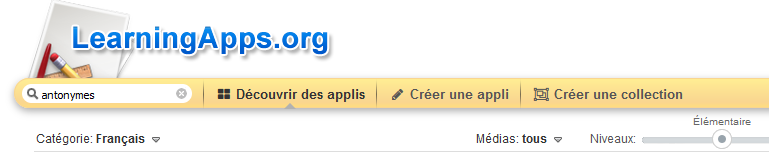 LearningApps.org
antonymes Découvrir des applis Créer une appli Créer une collection
Élémentaire
Catégorie: Français Médias: tous Niveaux: